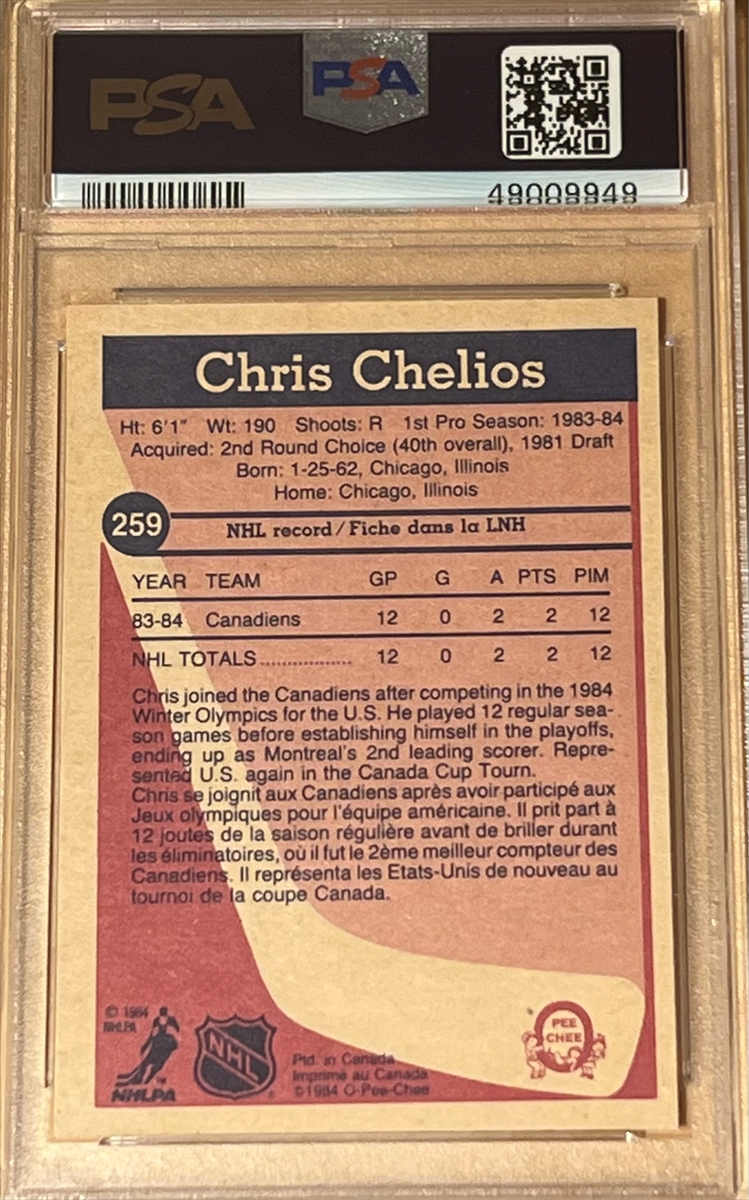 PSA
PSA
49009949
Chris Chelios
Ht: 6'1" Wt: 190 Shoots: R 1st Pro Season: 1983-84
Acquired: 2nd Round Choice (40th overall), 1981 Draft
Born: 1-25-62, Chicago, Illinois
Home: Chicago, Illinois
259
NHL record/Fiche dans la LNH
YEAR TEAM GP G A PTS PIM
83-84 Canadiens 12 0 2 2 12
NHL TOTALS.................. 12 0 2 2 12
Chris joined the Canadiens after competing in the 1984
Winter Olympics for the U.S. He played 12 regular sea-
son games before establishing himself in the playoffs,
ending up as Montreal's 2nd leading scorer. Repre-
sented U.S. again in the Canada Cup Tourn.
Chris se joignit aux Canadiens après avoir participé aux
Jeux olympiques pour l'équipe américaine. Il prit part à
12 joutes de la saison régulière avant de briller durant
les éliminatoires, où il fut le 2ème meilleur compteur des
Canadiens. Il représenta les Etats-Unis de nouveau au
tournoi de la coupe Canada.
© 1984
NHLPA
NHLPA
NHL
Ptd. in Canada
Imprimé au Canada
©1984 O-Pee-Chee
PEE
CHEE